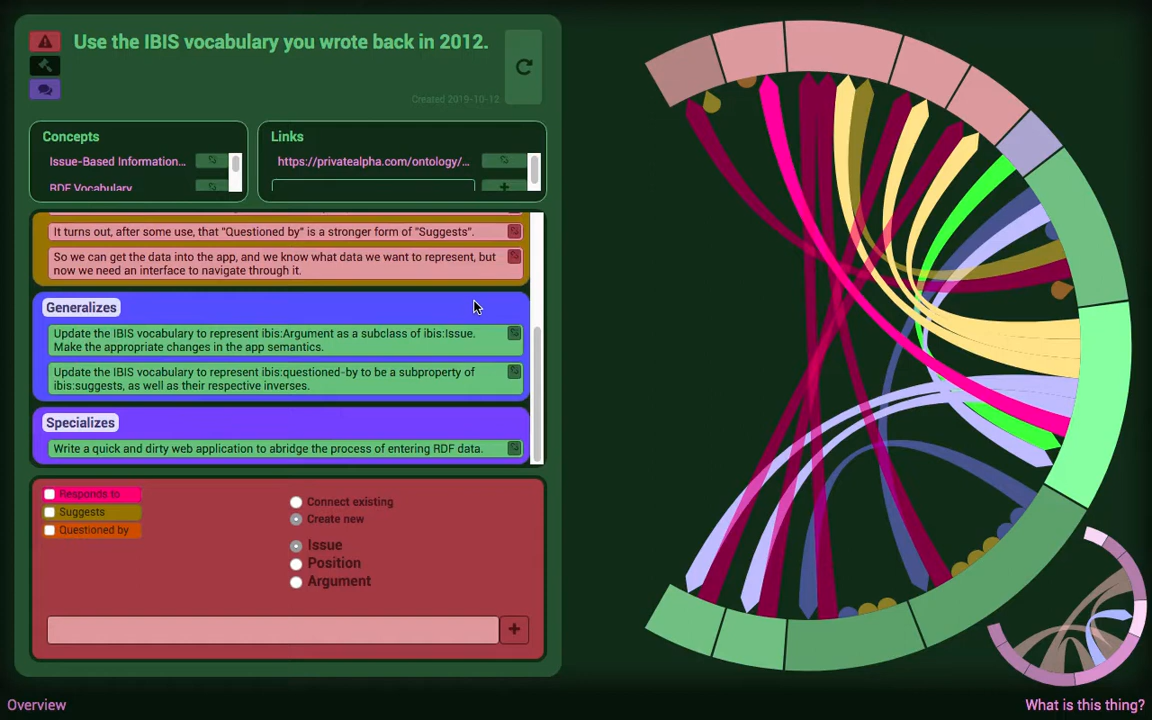 Use the IBIS vocabulary you wrote back in 2012.
Created 2019-10-12
Concepts
Issue-Based Information...
RDF Vocabulary
Links
https://privatealpha.com/ontology/...
+
It turns out, after some use, that "Questioned by" is a stronger form of "Suggests".
So we can get the data into the app, and we know what data we want to represent, but
now we need an interface to navigate through it.
Generalizes
Update the IBIS vocabulary to represent ibis:Argument as a subclass of ibis:Issue.
Make the appropriate changes in the app semantics.
Update the IBIS vocabulary to represent ibis:questioned-by to be a subproperty of
ibis:suggests, as well as their respective inverses.
Specializes
Write a quick and dirty web application to abridge the process of entering RDF data.
Responds to
Suggests
Questioned by
Connect existing
Create new
Issue
Position
Argument
+
Overview
What is this thing?